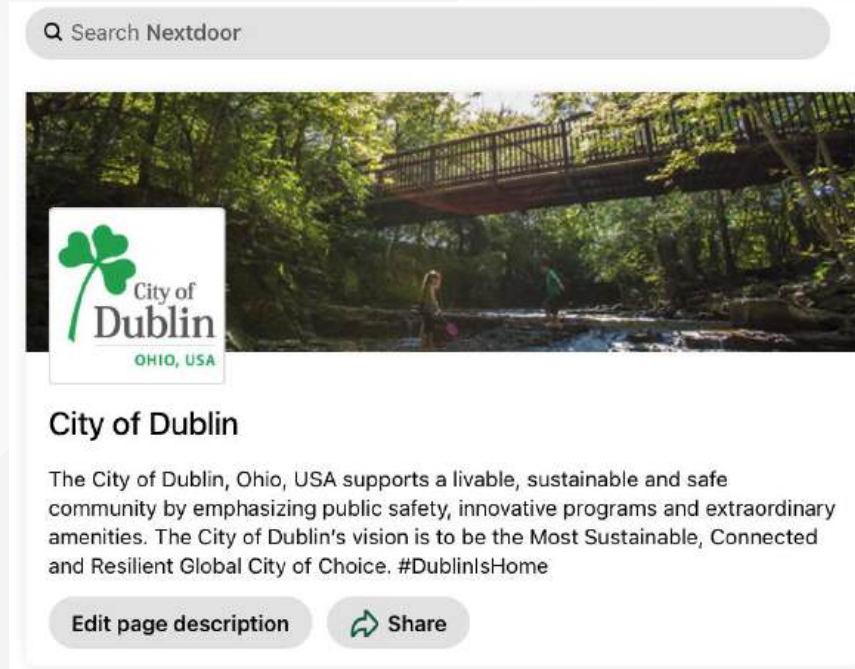 Search Nextdoor
City of
Dublin
OHIO, USA
City of Dublin
The City of Dublin, Ohio, USA supports a livable, sustainable and safe
community by emphasizing public safety, innovative programs and extraordinary
amenities. The City of Dublin's vision is to be the Most Sustainable, Connected
and Resilient Global City of Choice. #DublinIsHome
Edit page description
Share